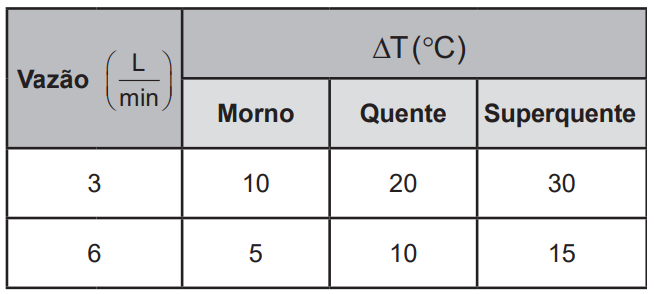 Vazão (L/min) ΔT (°C)
Morno Quente Superquente
3 10 20 30
6 5 10 15